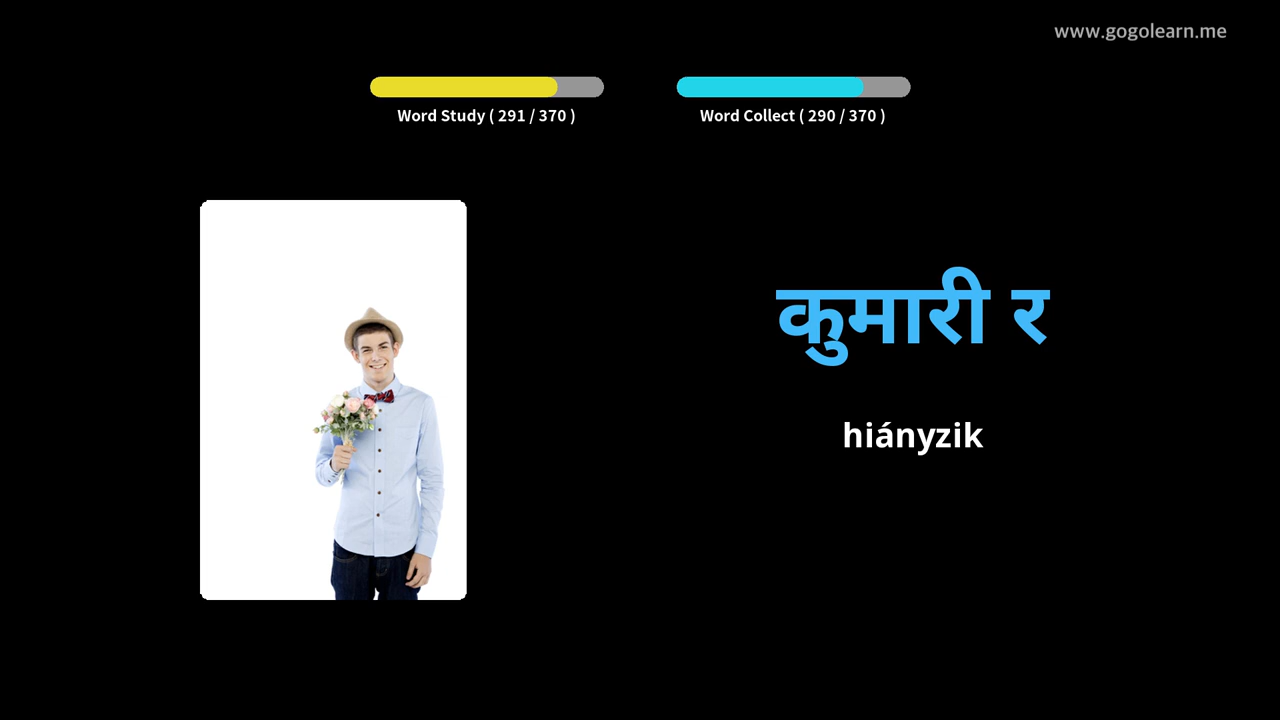 www.gogolearn.me
Word Study ( 291 / 370 )
Word Collect ( 290 / 370 )
कुमारी र
hiányzik